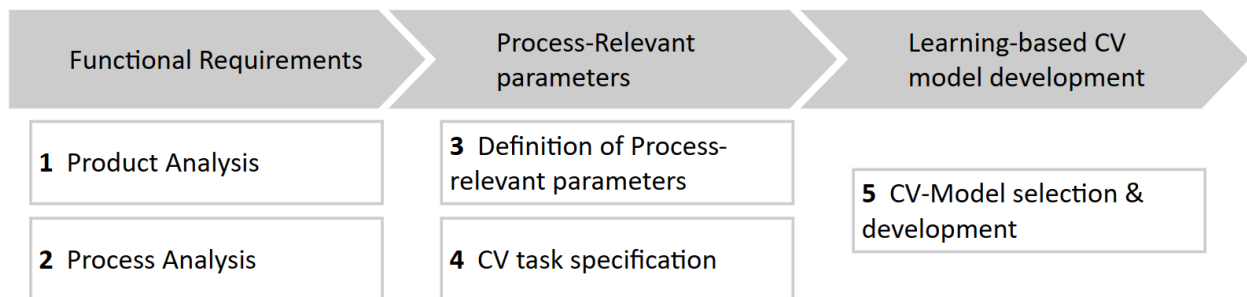 Functional Requirements
Process-Relevant
parameters
Learning-based CV
model development
1 Product Analysis
2 Process Analysis
3 Definition of Process-
relevant parameters
4 CV task specification
5 CV-Model selection &
development